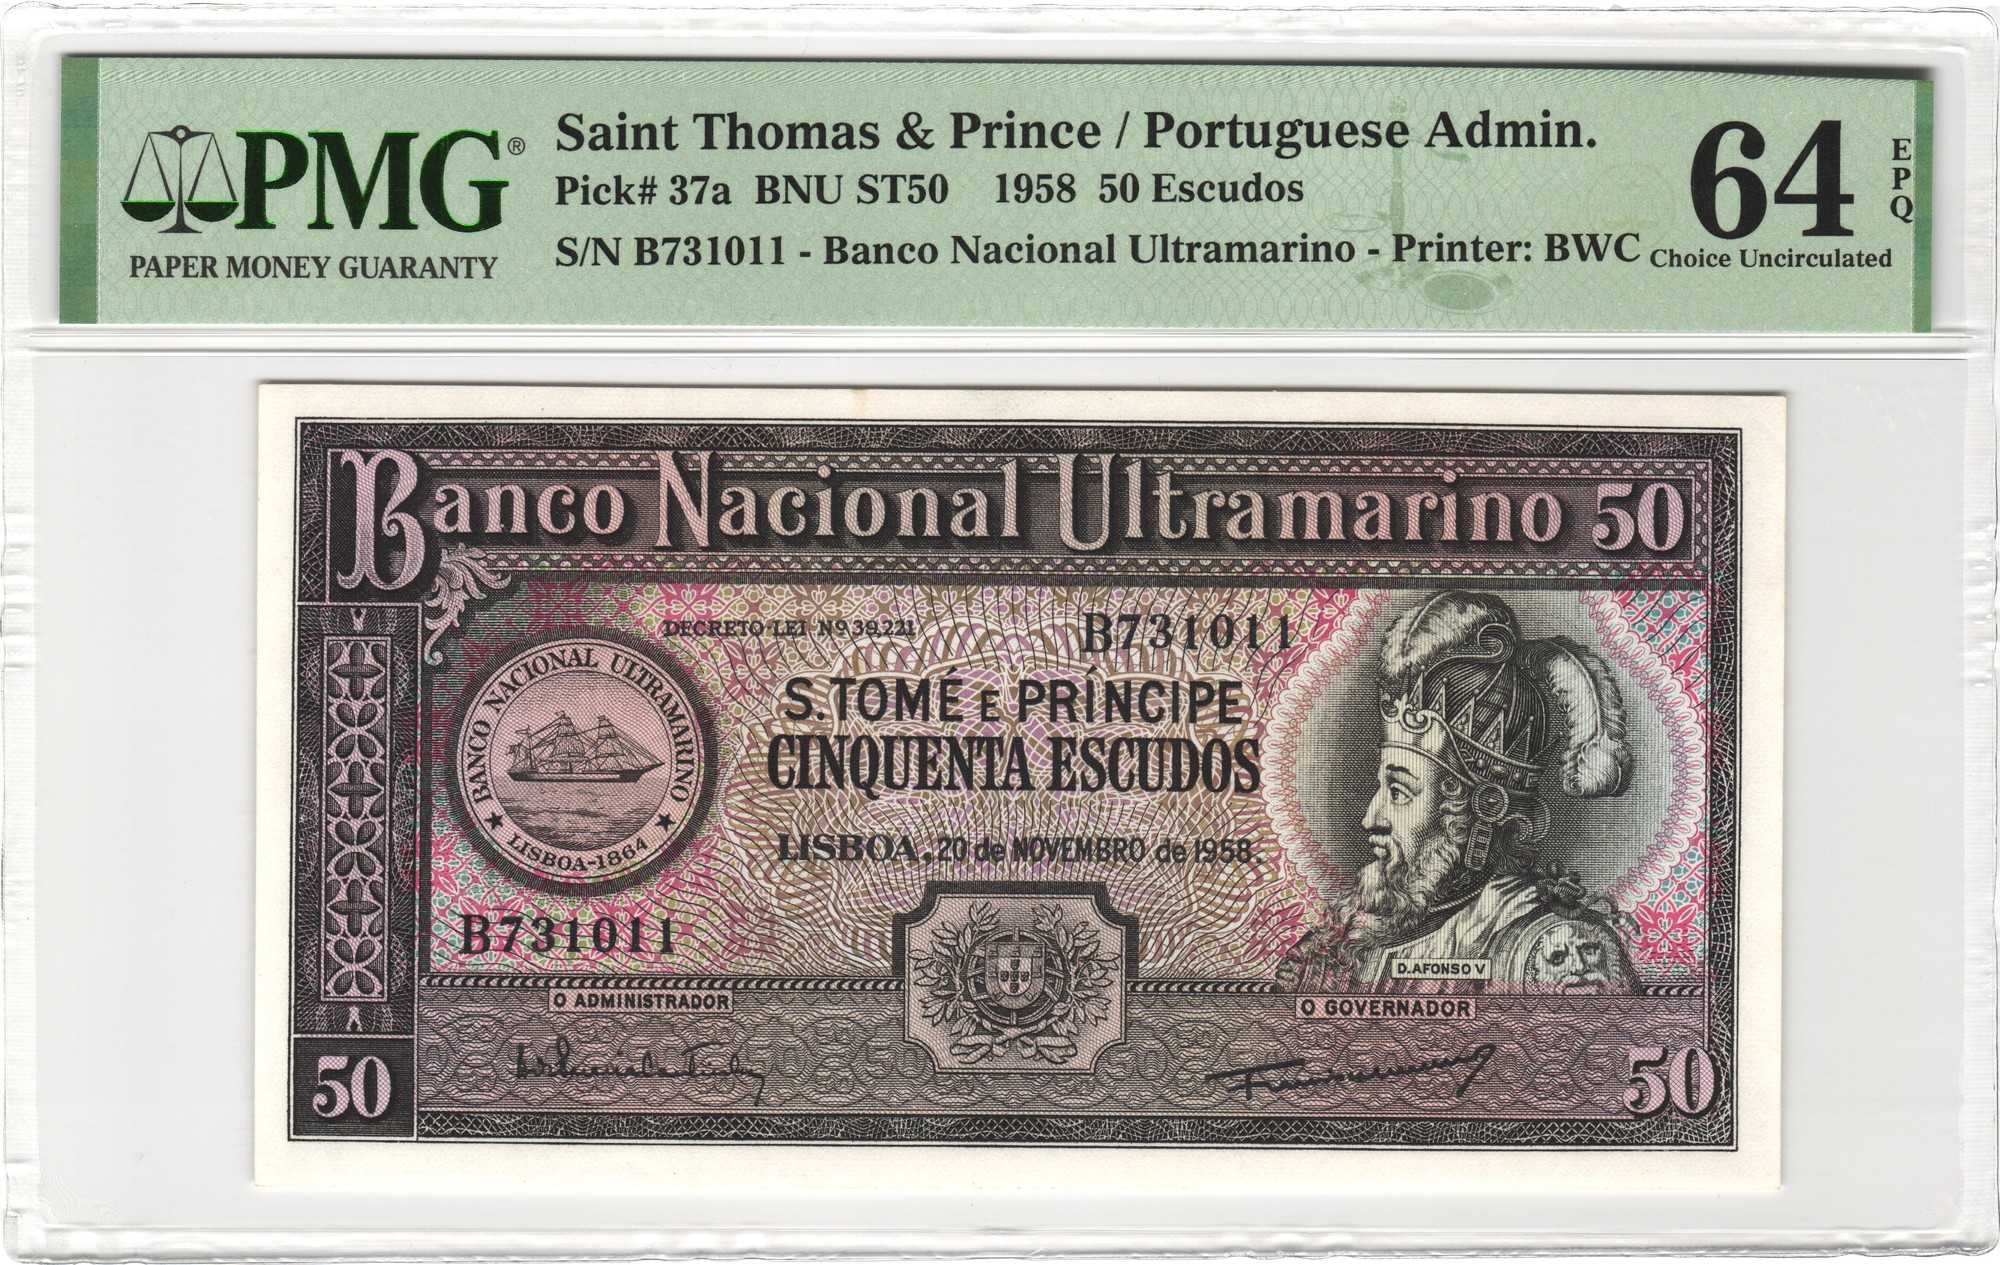 PMG®
PAPER MONEY GUARANTY
Saint Thomas & Prince / Portuguese Admin.
Pick# 37a BNU ST50 1958 50 Escudos
S/N B731011 - Banco Nacional Ultramarino - Printer: BWC
64
EPQ
Choice Uncirculated
Banco Nacional Ultramarino 50
DECRETO-LEI Nº 39.221
B731011
S. TOMÉ E PRÍNCIPE
CINQUENTA ESCUDOS
LISBOA, 20 de NOVEMBRO de 1958.
BANCO NACIONAL ULTRAMARINO
★ LISBOA-1864 ★
B731011
D. AFONSO V
O ADMINISTRADOR
O GOVERNADOR
50
50